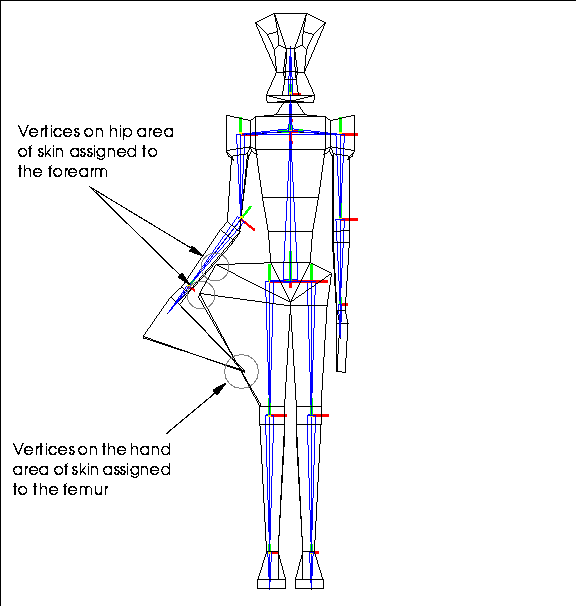 Vertices on hip area
of skin assigned to
the forearm
Vertices on the hand
area of skin assigned
to the femur